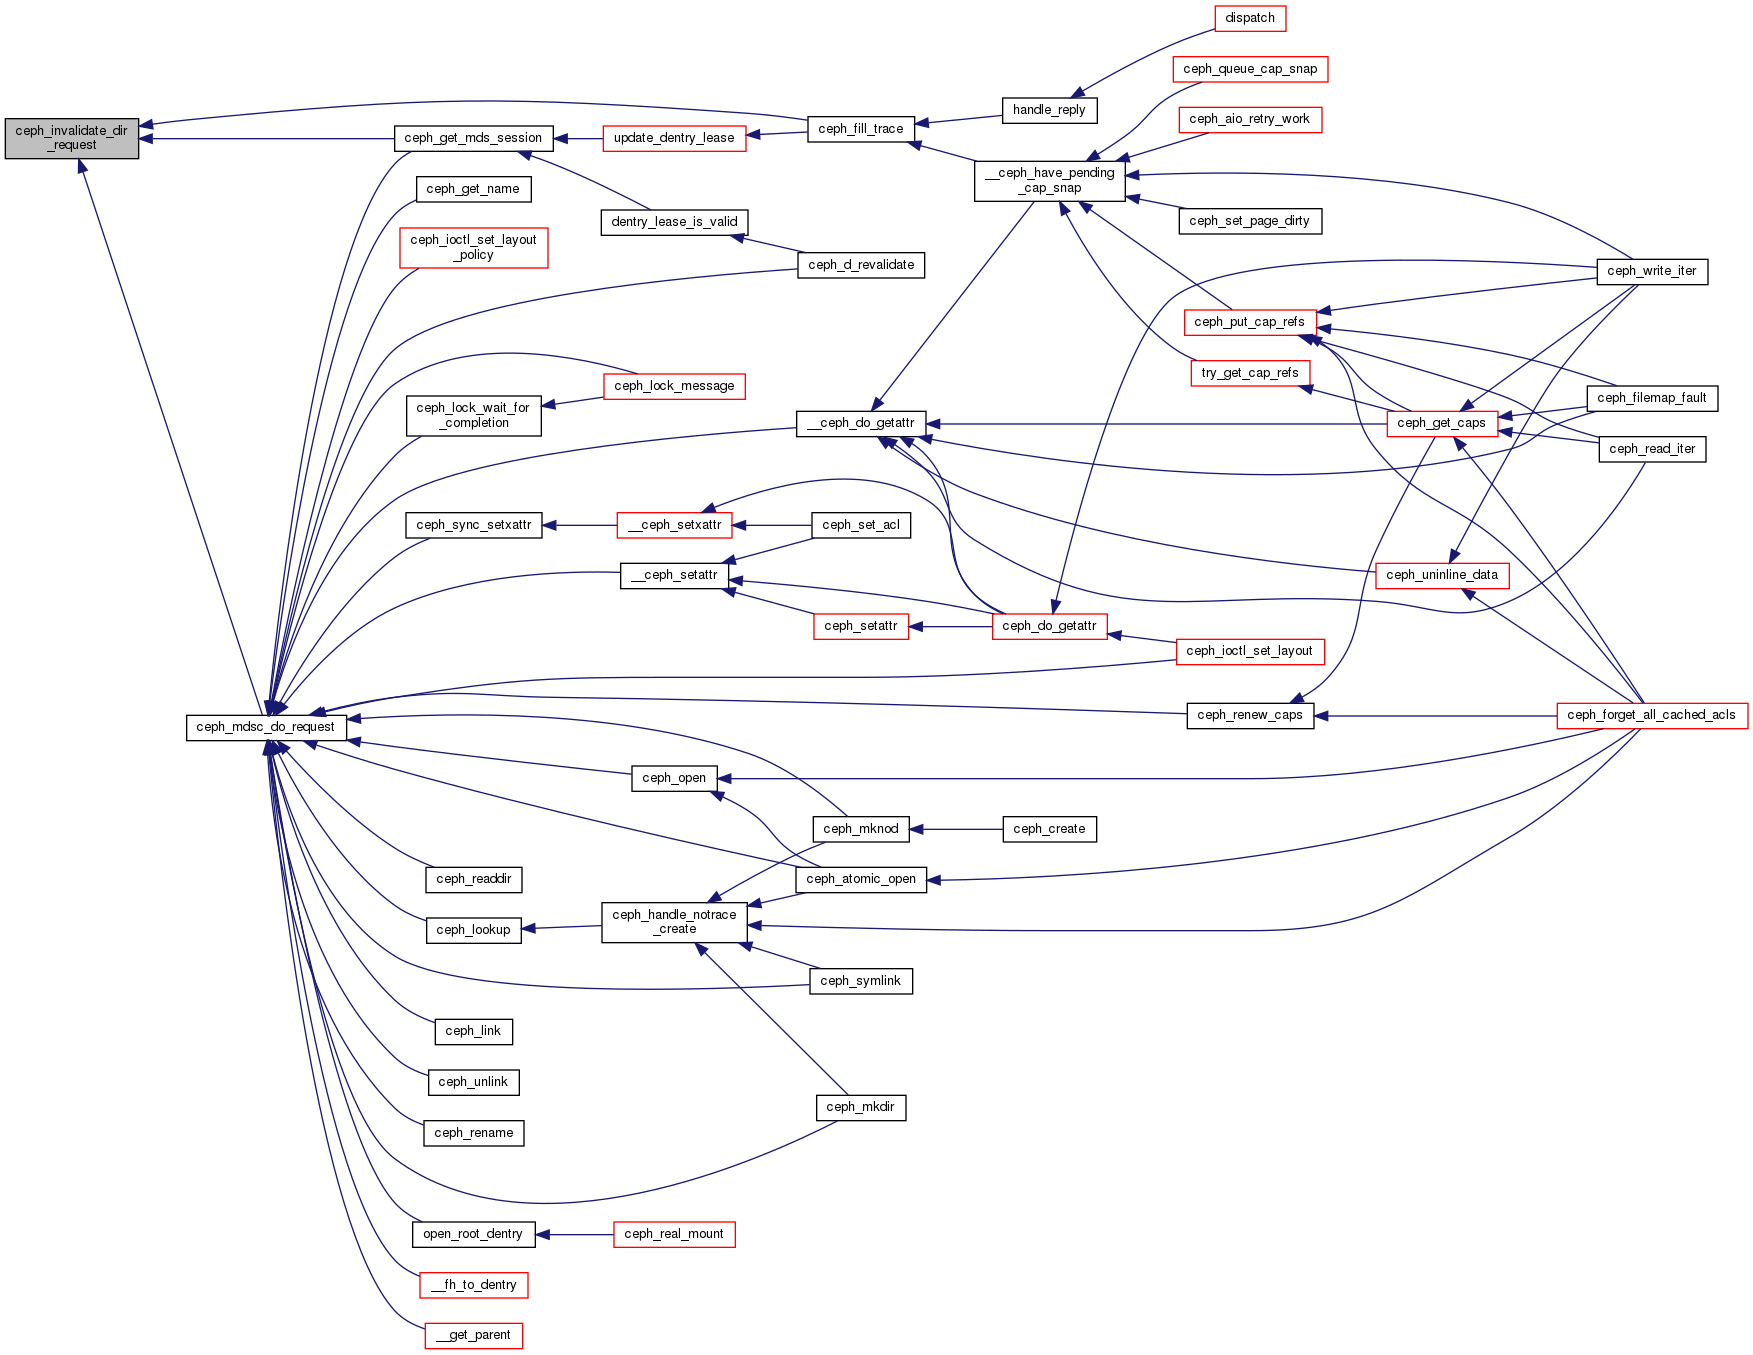 dispatch
ceph_queue_cap_snap
handle_reply
ceph_aio_retry_work
ceph_invalidate_dir
_request
ceph_get_mds_session
update_dentry_lease
ceph_fill_trace
__ceph_have_pending
_cap_snap
ceph_get_name
dentry_lease_is_valid
ceph_set_page_dirty
ceph_ioctl_set_layout
_policy
ceph_d_revalidate
ceph_write_iter
ceph_put_cap_refs
try_get_cap_refs
ceph_lock_message
ceph_filemap_fault
ceph_lock_wait_for
_completion
__ceph_do_getattr
ceph_get_caps
ceph_read_iter
ceph_sync_setxattr
__ceph_setxattr
ceph_set_acl
__ceph_setattr
ceph_uninline_data
ceph_setattr
ceph_do_getattr
ceph_ioctl_set_layout
ceph_mdsc_do_request
ceph_renew_caps
ceph_forget_all_cached_acls
ceph_open
ceph_mknod
ceph_create
ceph_readdir
ceph_atomic_open
ceph_lookup
ceph_handle_notrace
_create
ceph_symlink
ceph_link
ceph_unlink
ceph_mkdir
ceph_rename
open_root_dentry
ceph_real_mount
__fh_to_dentry
__get_parent